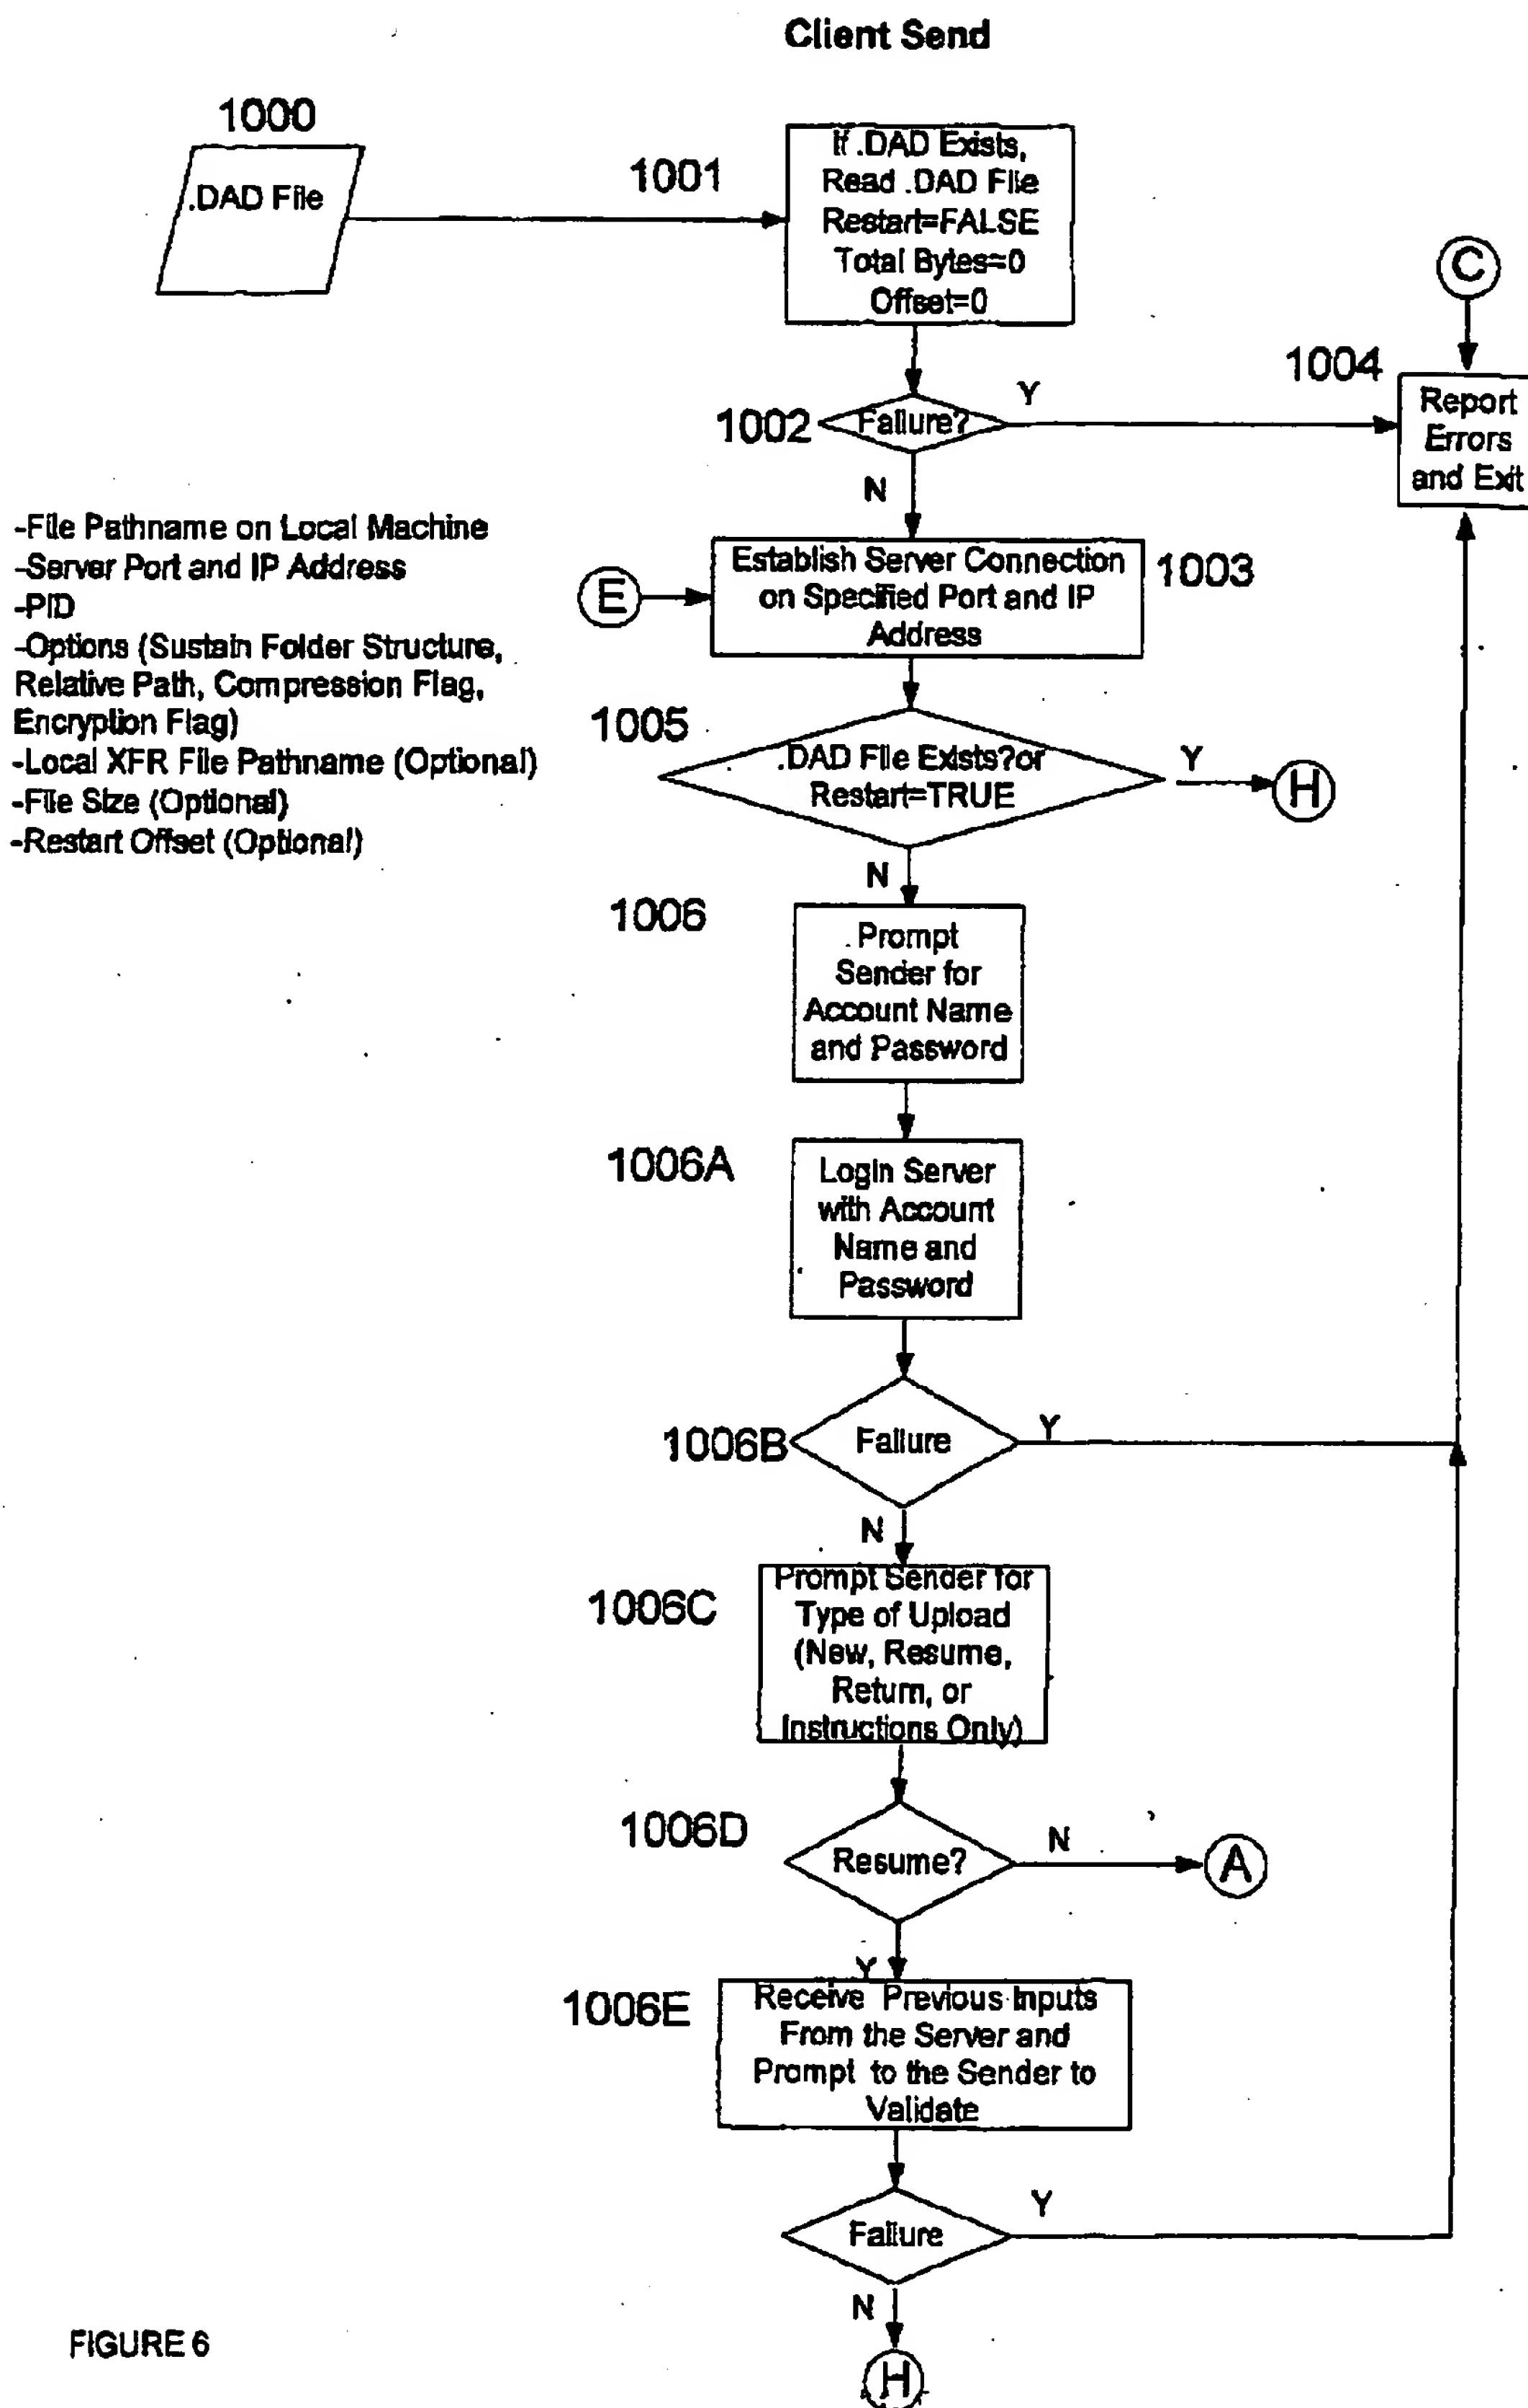 Client Send
1000
.DAD File
1001
If .DAD Exists,
Read .DAD File
Restart=FALSE
Total Bytes=0
Offset=0
C
1004
Report
Errors
and Exit
1002
Failure?
Y
N
-File Pathname on Local Machine
-Server Port and IP Address
-PID
-Options (Sustain Folder Structure,
Relative Path, Compression Flag,
Encryption Flag)
-Local XFR File Pathname (Optional)
-File Size (Optional)
-Restart Offset (Optional)
E
Establish Server Connection
on Specified Port and IP
Address
1003
1005
.DAD File Exists?or
Restart=TRUE
Y
H
N
1006
Prompt
Sender for
Account Name
and Password
1006A
Login Server
with Account
Name and
Password
1006B
Failure
Y
N
1006C
Prompt Sender for
Type of Upload
(New, Resume,
Return, or
Instructions Only)
1006D
Resume?
N
A
Y
1006E
Receive Previous Inputs
From the Server and
Prompt to the Sender to
Validate
Failure
Y
N
H
FIGURE 6